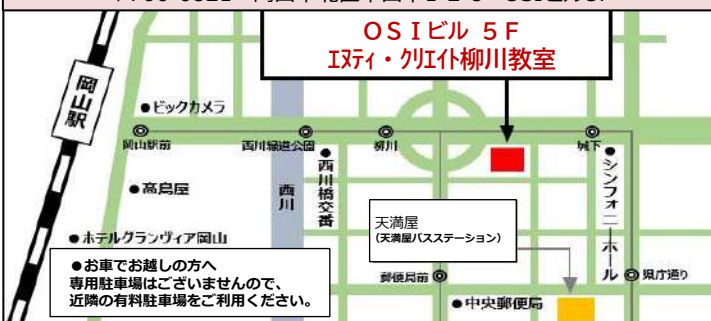 OSIビル 5F
エヌティ・クリエイト柳川教室
岡山駅
●ビックカメラ
岡山駅前
西川緑道公園
柳川
城下
●西川橋交番
●シンフォニーホール
●高島屋
西川
天満屋
(天満屋バスステーション)
●ホテルグランヴィア岡山
●お車でお越しの方へ
専用駐車場はございませんので、
近隣の有料駐車場をご利用ください。
郵便局前
県庁通り
●中央郵便局